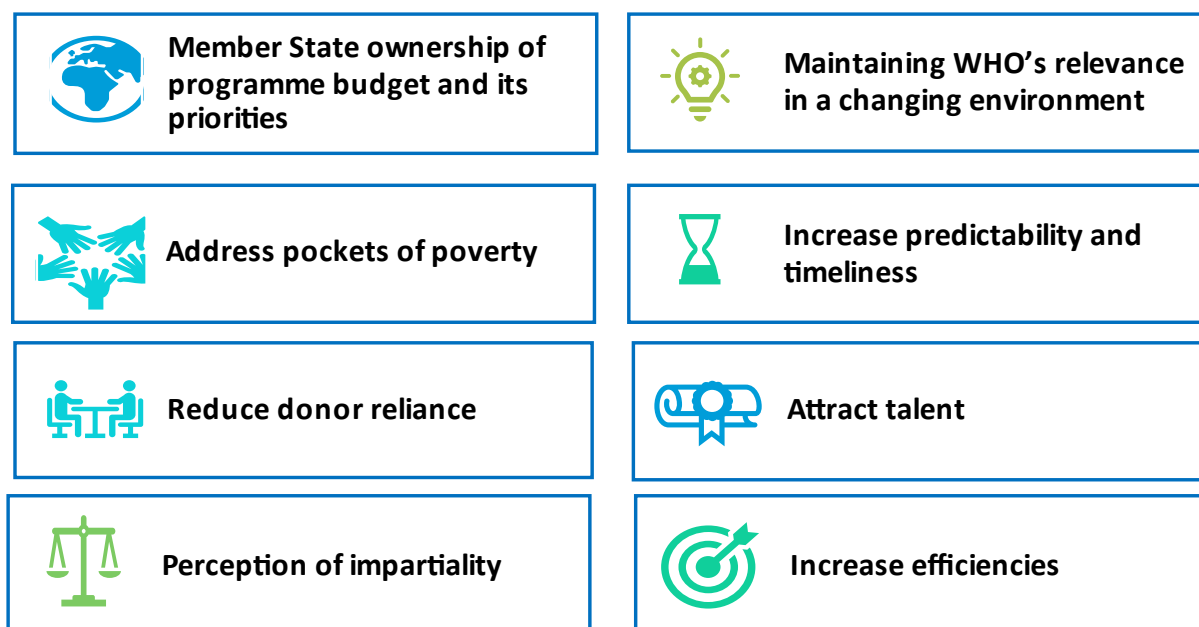 Member State ownership of
programme budget and its
priorities
Maintaining WHO's relevance
in a changing environment
Address pockets of poverty
Increase predictability and
timeliness
Reduce donor reliance
Attract talent
Perception of impartiality
Increase efficiencies